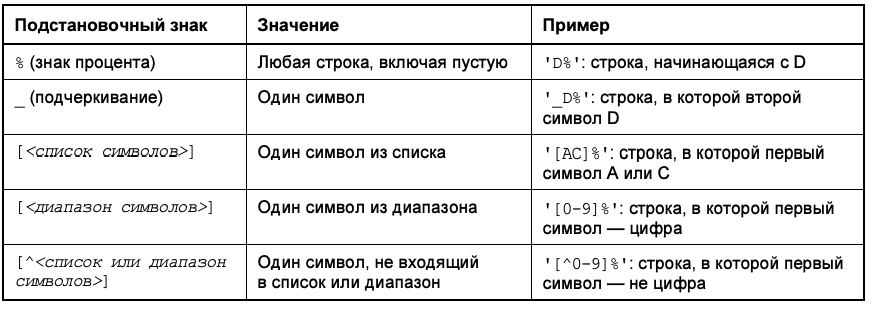 Подстановочный знак Значение Пример
% (знак процента) Любая строка, включая пустую 'D%': строка, начинающаяся с D
_ (подчеркивание) Один символ '_D%': строка, в которой второй
символ D
[<список символов>] Один символ из списка '[AC]%': строка, в которой первый
символ A или C
[<диапазон символов>] Один символ из диапазона '[0-9]%': строка, в которой первый
символ — цифра
[^<список или диапазон Один символ, не входящий '[^0-9]%': строка, в которой первый
символов>] в список или диапазон символ — не цифра